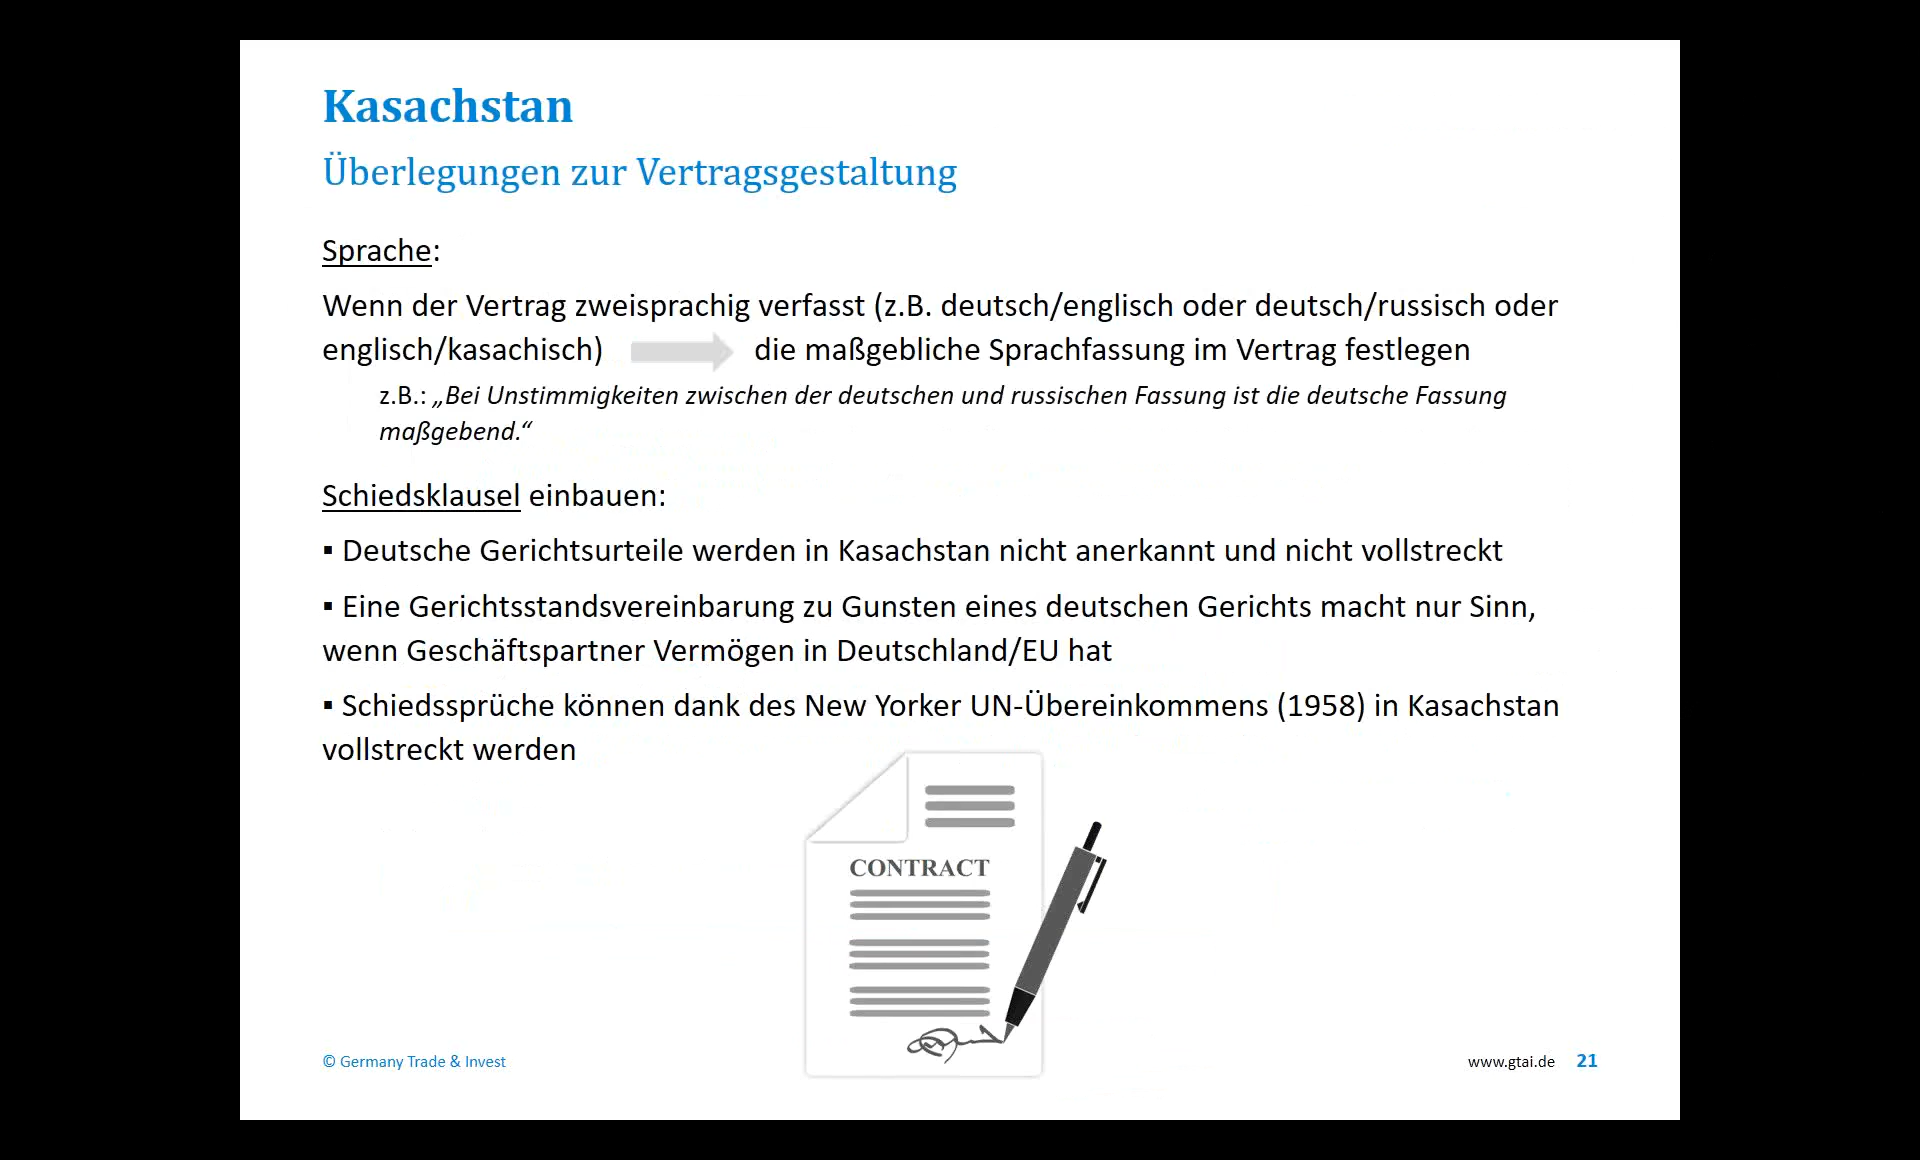 Kasachstan
Überlegungen zur Vertragsgestaltung
Sprache:
Wenn der Vertrag zweisprachig verfasst (z.B. deutsch/englisch oder deutsch/russisch oder
englisch/kasachisch) die maßgebliche Sprachfassung im Vertrag festlegen
z.B.: „Bei Unstimmigkeiten zwischen der deutschen und russischen Fassung ist die deutsche Fassung
maßgebend.“
Schiedsklausel einbauen:
▪ Deutsche Gerichtsurteile werden in Kasachstan nicht anerkannt und nicht vollstreckt
▪ Eine Gerichtsstandsvereinbarung zu Gunsten eines deutschen Gerichts macht nur Sinn,
wenn Geschäftspartner Vermögen in Deutschland/EU hat
▪ Schiedssprüche können dank des New Yorker UN-Übereinkommens (1958) in Kasachstan
vollstreckt werden
CONTRACT
© Germany Trade & Invest
www.gtai.de 21